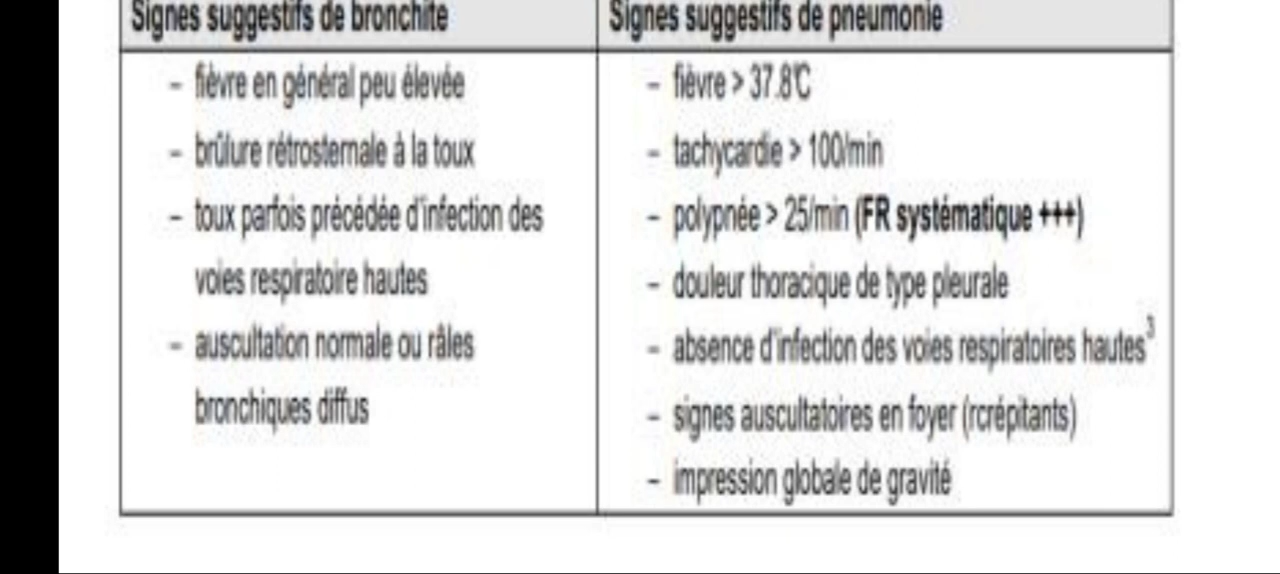 Signes suggestifs de bronchite
– fièvre en général peu élevée
– brûlure rétrosternale à la toux
– toux parfois précédée d'infection des
voies respiratoire hautes
– auscultation normale ou râles
bronchiques diffus
Signes suggestifs de pneumonie
– fièvre > 37.8°C
– tachycardie > 100/min
– polypnée > 25/min (FR systématique +++)
– douleur thoracique de type pleurale
– absence d'infection des voies respiratoires hautes³
– signes auscultatoires en foyer (rcrépitants)
– impression globale de gravité